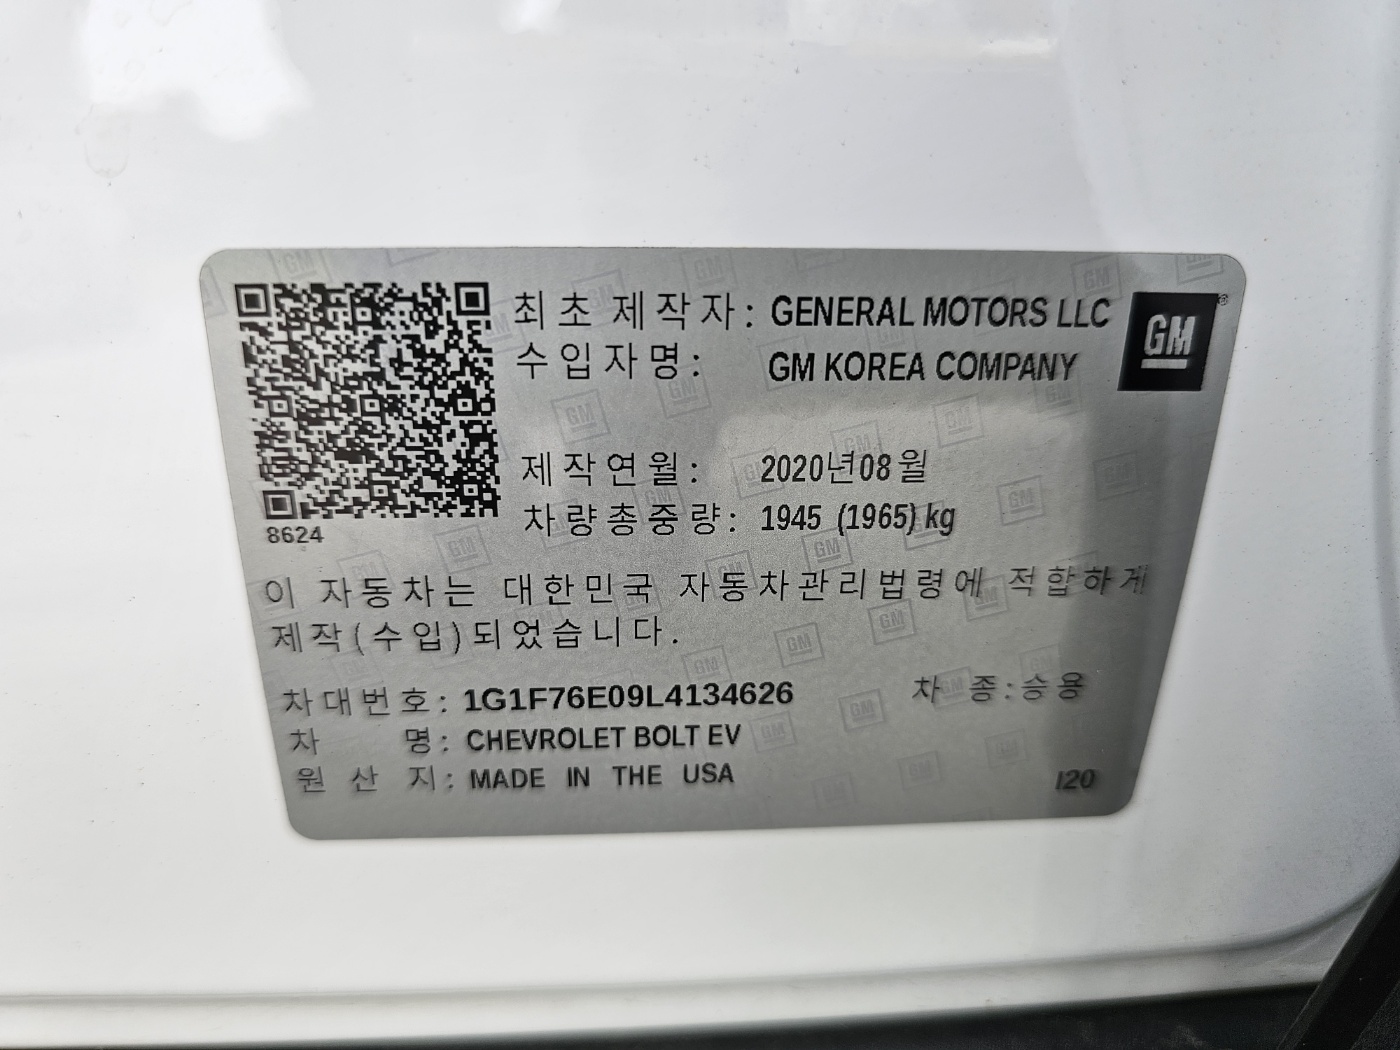 최초 제작자: GENERAL MOTORS LLC
GM
®
수입자명: GM KOREA COMPANY
제작연월: 2020년08월
차량총중량: 1945 (1965) kg
8624
이 자동차는 대한민국 자동차관리법령에 적합하게
제작(수입)되었습니다.
차대번호: 1G1F76E09L4134626 차 종:승용
차 명: CHEVROLET BOLT EV
원 산 지: MADE IN THE USA
I20